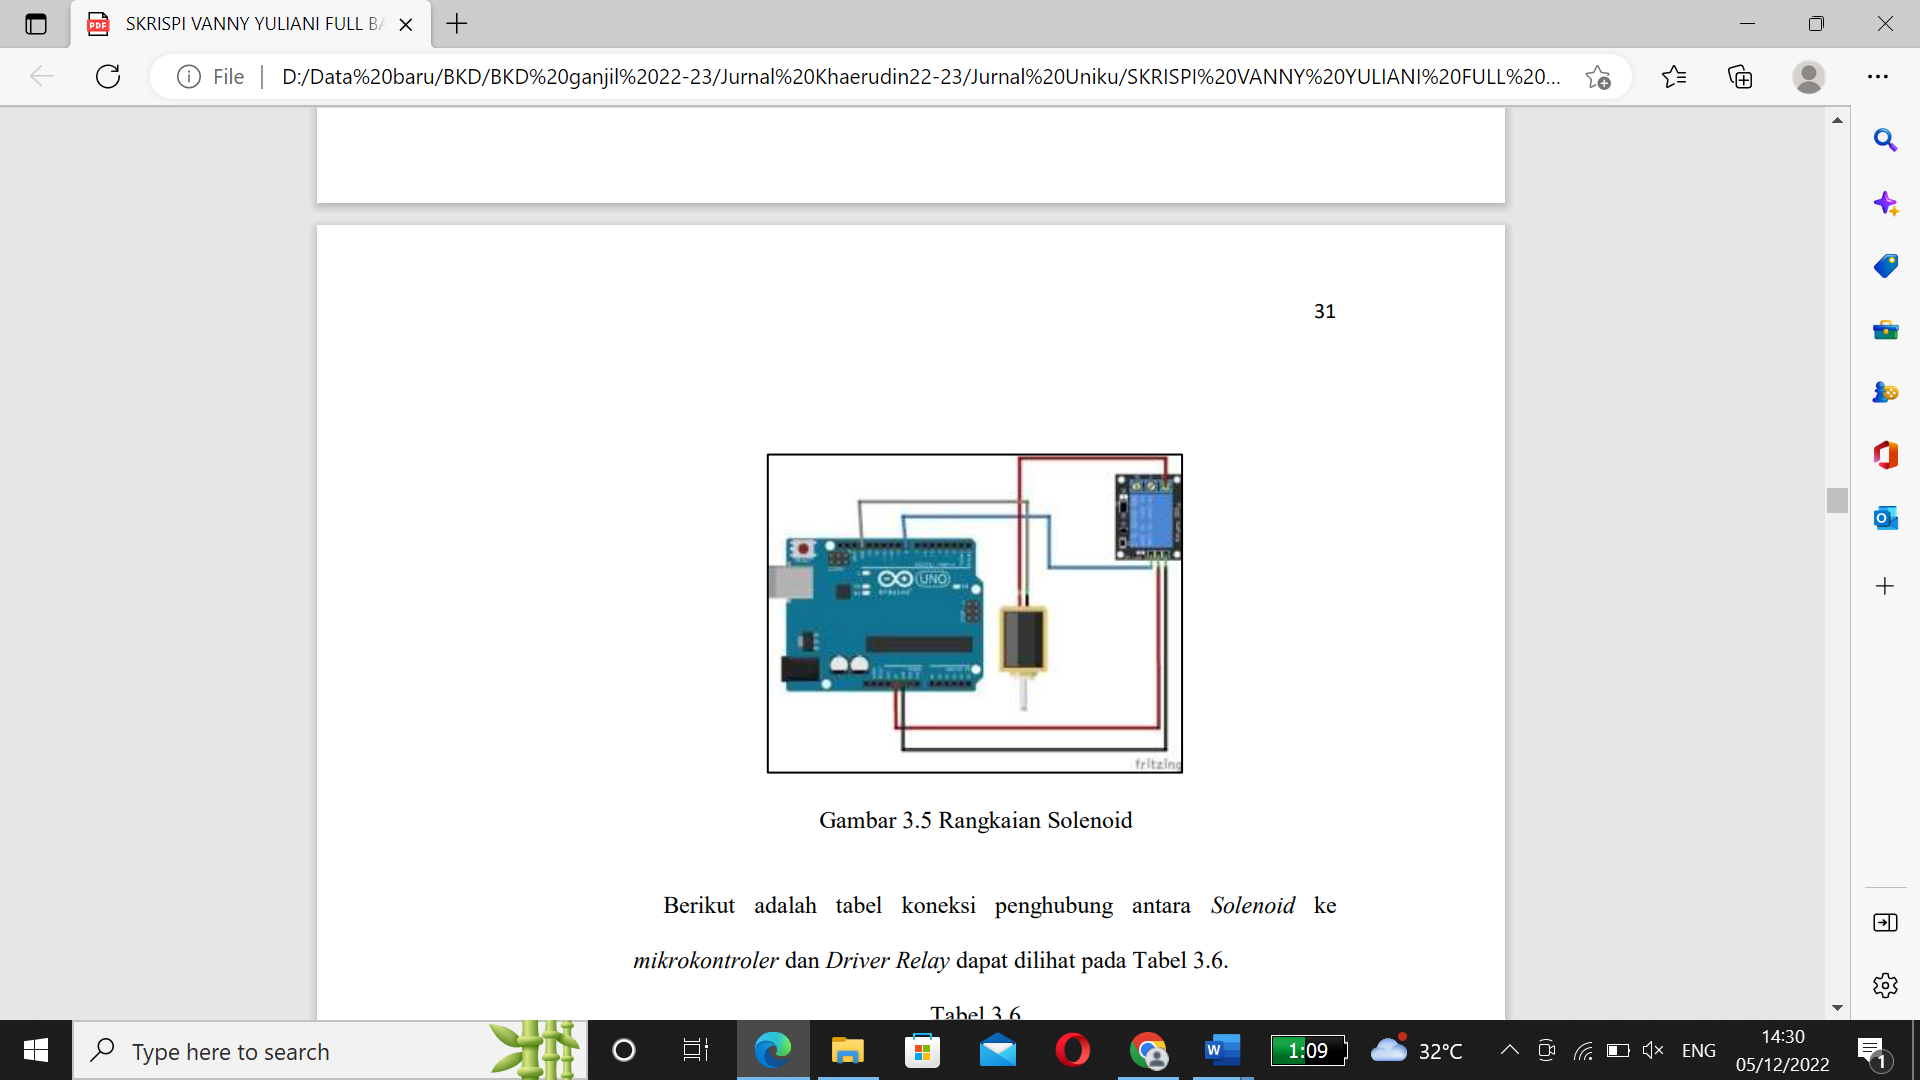 SKRISPI VANNY YULIANI FULL BA
File
D:/Data%20baru/BKD/BKD%20ganjil%2022-23/Jurnal%20Khaerudin22-23/Jurnal%20Uniku/SKRISPI%20VANNY%20YULIANI%20FULL%20...
31
UNO
fritzing
Gambar 3.5 Rangkaian Solenoid
Berikut adalah tabel koneksi penghubung antara Solenoid ke
mikrokontroler dan Driver Relay dapat dilihat pada Tabel 3.6.
Tabel 3.6
Type here to search
1:09
32°C
ENG
14:30
05/12/2022
1